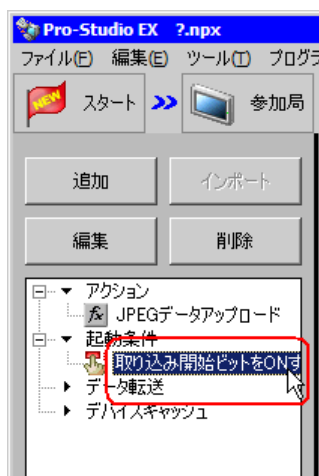 Pro-Studio EX ?.npx
ファイル(F) 編集(E) ツール(T) プログラ
NEW スタート 参加局
追加 インポート
編集 削除
アクション
fx JPEGデータアップロード
起動条件
取り込み開始ビットをONす
データ転送
デバイスキャッシュ